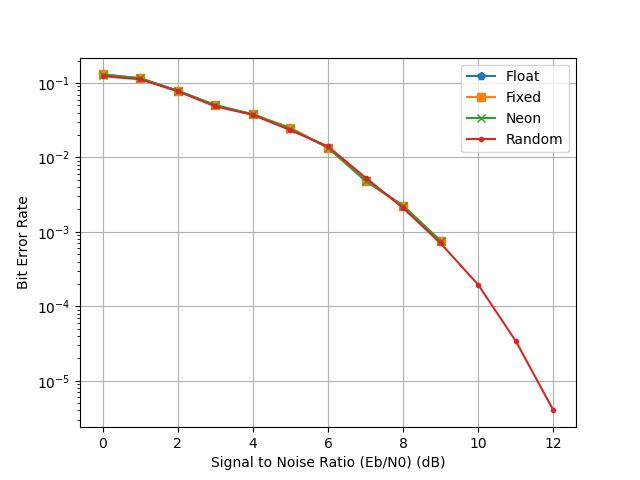 Float
Fixed
Neon
Random
Bit Error Rate
10⁻¹
10⁻²
10⁻³
10⁻⁴
10⁻⁵
0 2 4 6 8 10 12
Signal to Noise Ratio (Eb/N0) (dB)